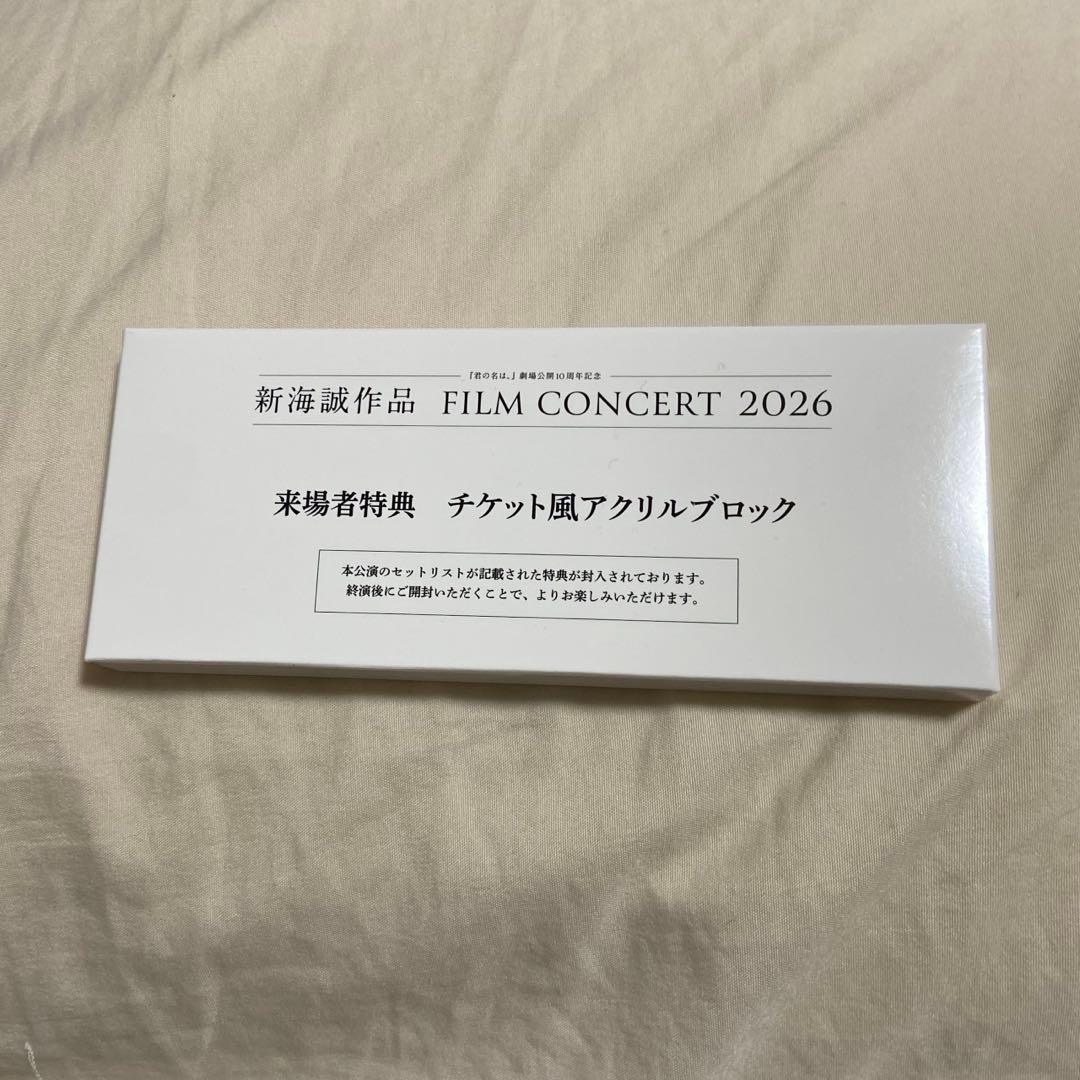 『君の名は。』劇場公開10周年記念
新海誠作品 FILM CONCERT 2026
来場者特典 チケット風アクリルブロック
本公演のセットリストが記載された特典が封入されております。
終演後にご開封いただくことで、よりお楽しみいただけます。